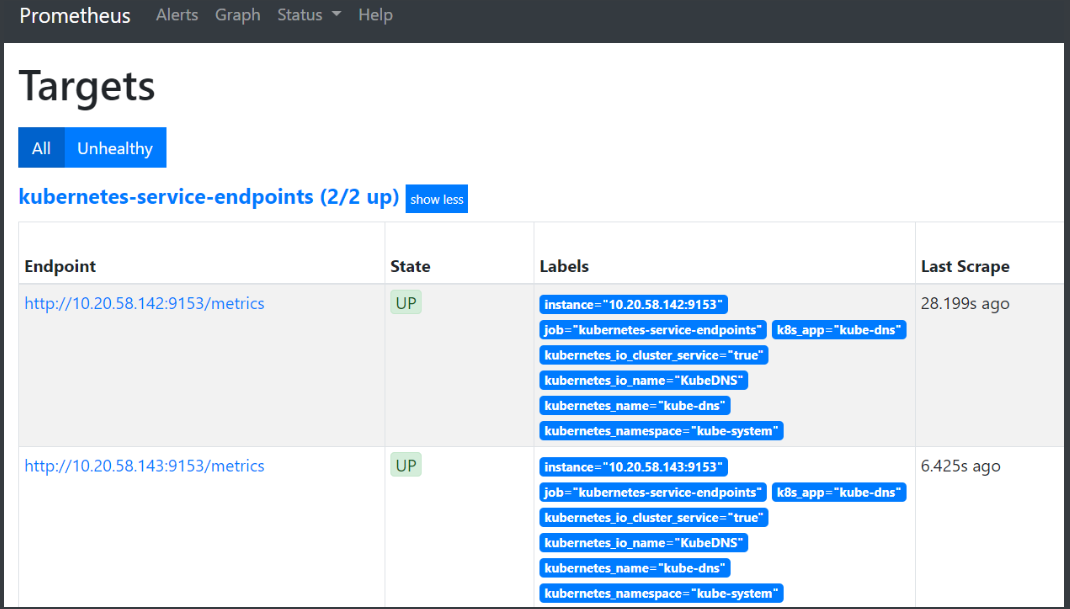 Prometheus Alerts Graph Status Help
Targets
All Unhealthy
kubernetes-service-endpoints (2/2 up) show less
Endpoint State Labels Last Scrape
http://10.20.58.142:9153/metrics UP instance="10.20.58.142:9153" 28.199s ago
job="kubernetes-service-endpoints" k8s_app="kube-dns"
kubernetes_io_cluster_service="true"
kubernetes_io_name="KubeDNS"
kubernetes_name="kube-dns"
kubernetes_namespace="kube-system"
http://10.20.58.143:9153/metrics UP instance="10.20.58.143:9153" 6.425s ago
job="kubernetes-service-endpoints" k8s_app="kube-dns"
kubernetes_io_cluster_service="true"
kubernetes_io_name="KubeDNS"
kubernetes_name="kube-dns"
kubernetes_namespace="kube-system"